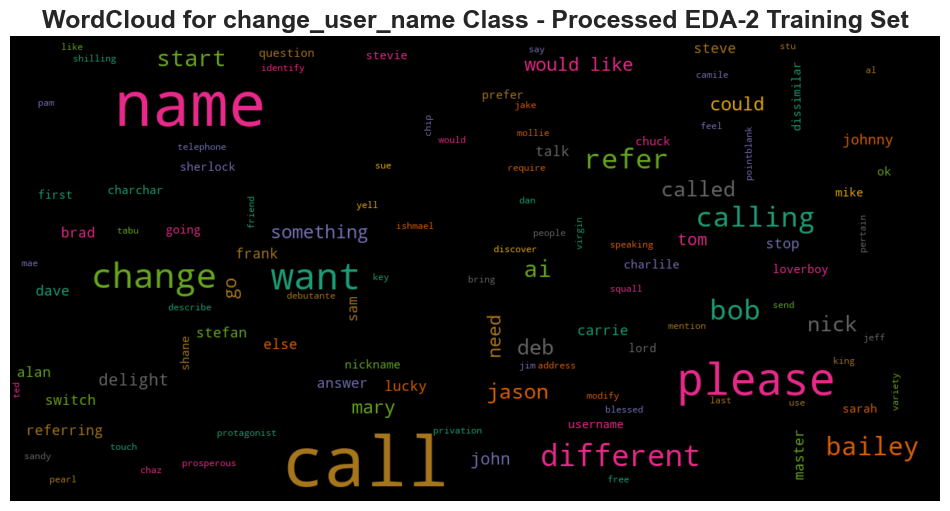 WordCloud for change_user_name Class - Processed EDA-2 Training Set
like
shilling
start
question
identify
stevie
say
would like
steve
stu
camile
al
dissimilar
pam
name
prefer
jake
could
chip
would
mollie
feel
pointblank
johnny
telephone
sherlock
sue
talk
require
refer
chuck
ok
first
charchar
friend
yell
dan
called
mike
brad
tabu
going
something
ishmael
people
virgin
calling
pertain
mae
frank
discover
speaking
tom
stop
change
go
want
key
bring
ai
charlile
loverboy
dave
describe
debutante
sam
squall
bob
send
stefan
need
carrie
mention
nick
jeff
shane
else
deb
lord
alan
delight
nickname
jim
address
king
ted
switch
answer
lucky
jason
modify
please
last
use
variety
mary
blessed
sarah
referring
touch
protagonist
privation
username
master
bailey
sandy
chaz
prosperous
call
john
different
pearl
free